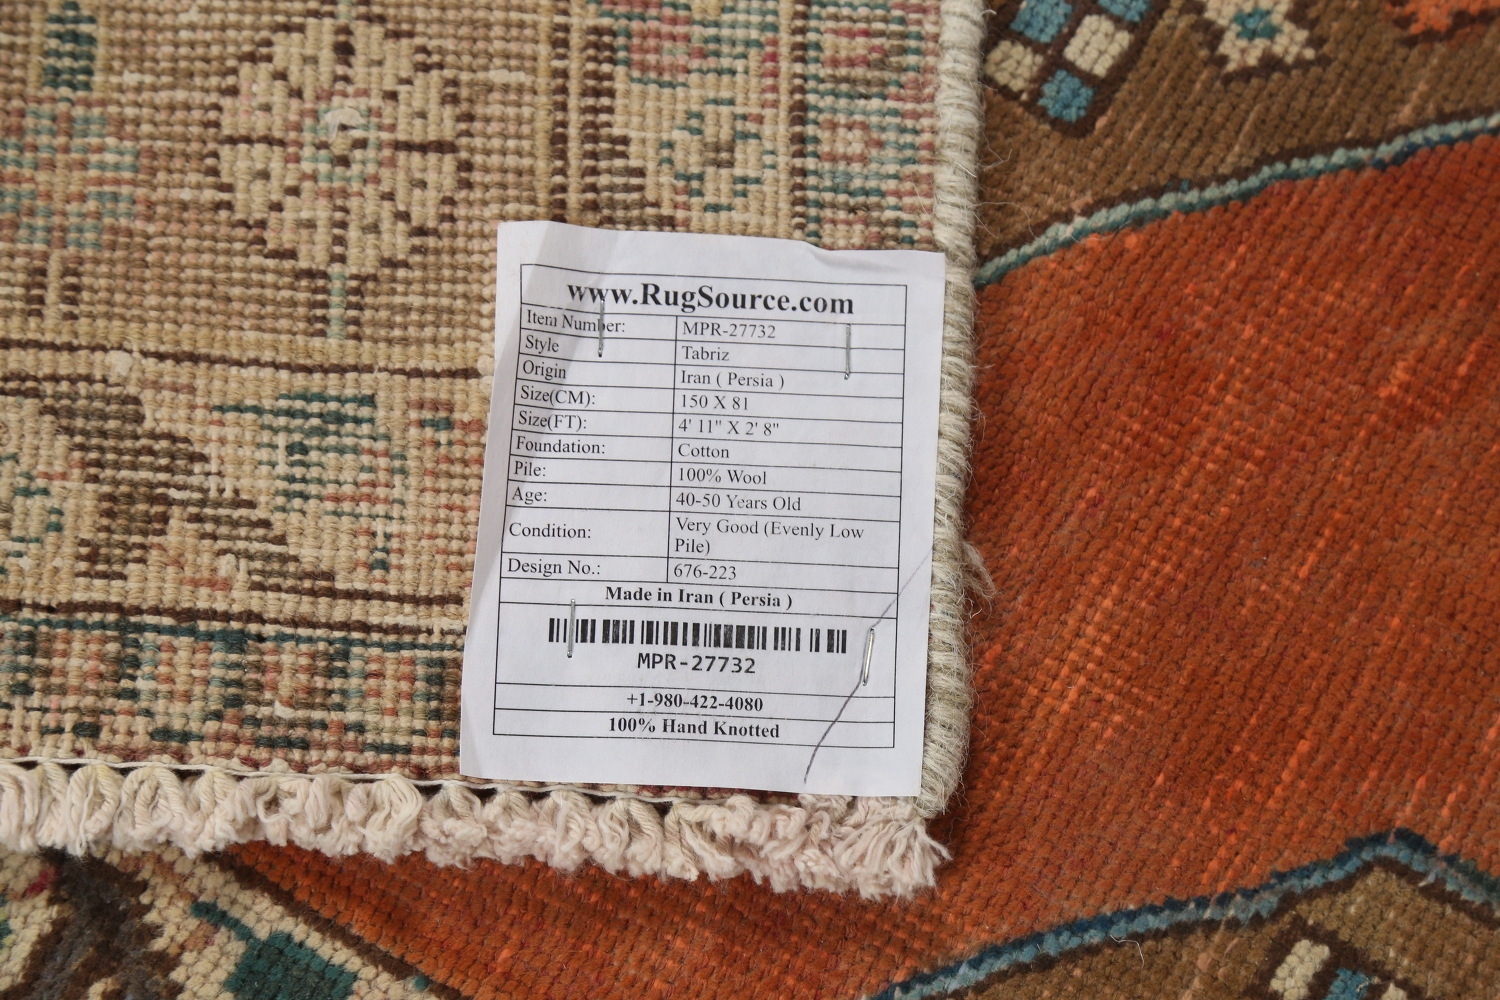 www.RugSource.com
Item Number: MPR-27732
Style Tabriz
Origin Iran ( Persia )
Size(CM): 150 X 81
Size(FT): 4' 11" X 2' 8"
Foundation: Cotton
Pile: 100% Wool
Age: 40-50 Years Old
Condition: Very Good (Evenly Low
Pile)
Design No.: 676-223
Made in Iran ( Persia )
MPR-27732
+1-980-422-4080
100% Hand Knotted